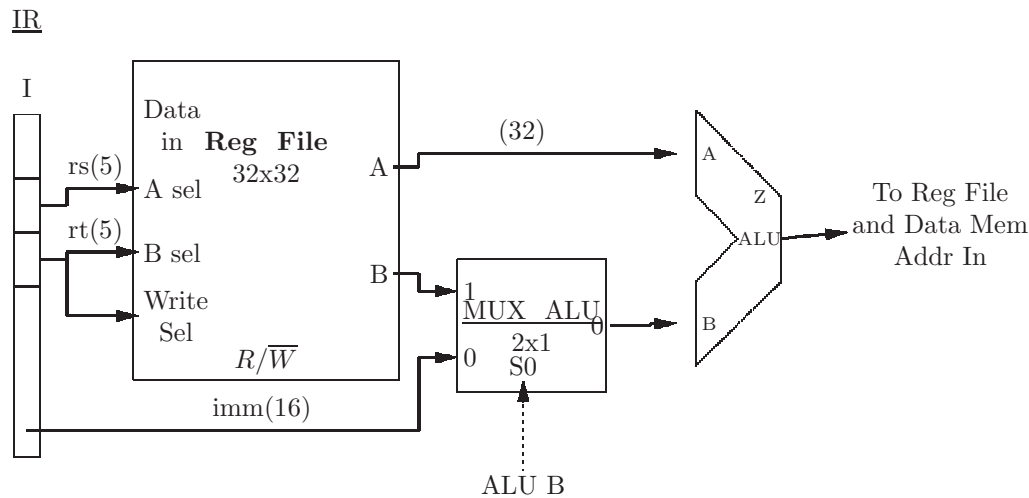 IR
I
Data
in Reg File
32x32
rs(5)
A sel
rt(5)
B sel
Write
Sel
R/W̅
A
B
(32)
imm(16)
1
MUX ALU
0
2x1
0
S0
ALU B
A
Z
ALU
B
To Reg File
and Data Mem
Addr In